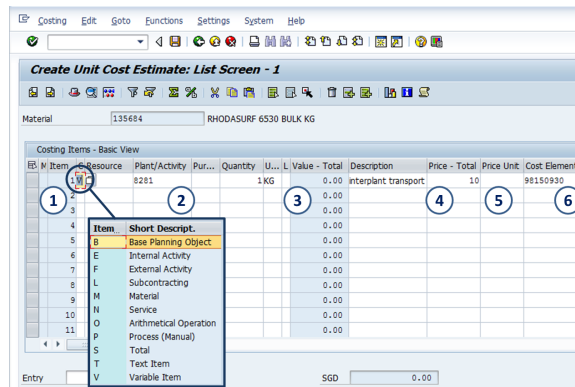 Costing Edit Goto Functions Settings System Help
Create Unit Cost Estimate: List Screen - 1
Material 135684 RHODASURF 6530 BULK KG
Costing Items - Basic View
M Item C Resource Plant/Activity Pur... Quantity U... L Value - Total Description Price - Total Price Unit Cost Element
1 V 8281 1 KG 0.00 interplant transport 10 98150930
1 2 3 4 5 6
2 0.00
3 0.00
4 0.00
5 0.00
6 0.00
7 0.00
8 0.00
9 0.00
10 0.00
11 0.00
Item... Short Descript.
B Base Planning Object
E Internal Activity
F External Activity
L Subcontracting
M Material
N Service
O Arithmetical Operation
P Process (Manual)
S Total
T Text Item
V Variable Item
Entry SGD 0.00